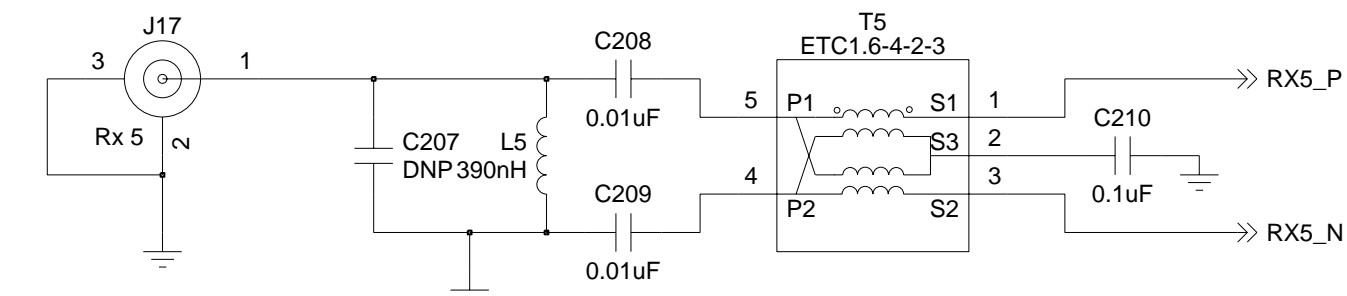 J17
3
1
Rx 5
2
C207
DNP
L5
390nH
C208
0.01uF
C209
0.01uF
T5
ETC1.6-4-2-3
5
P1
S1
1
S3
2
4
P2
S2
3
C210
0.1uF
RX5_P
RX5_N